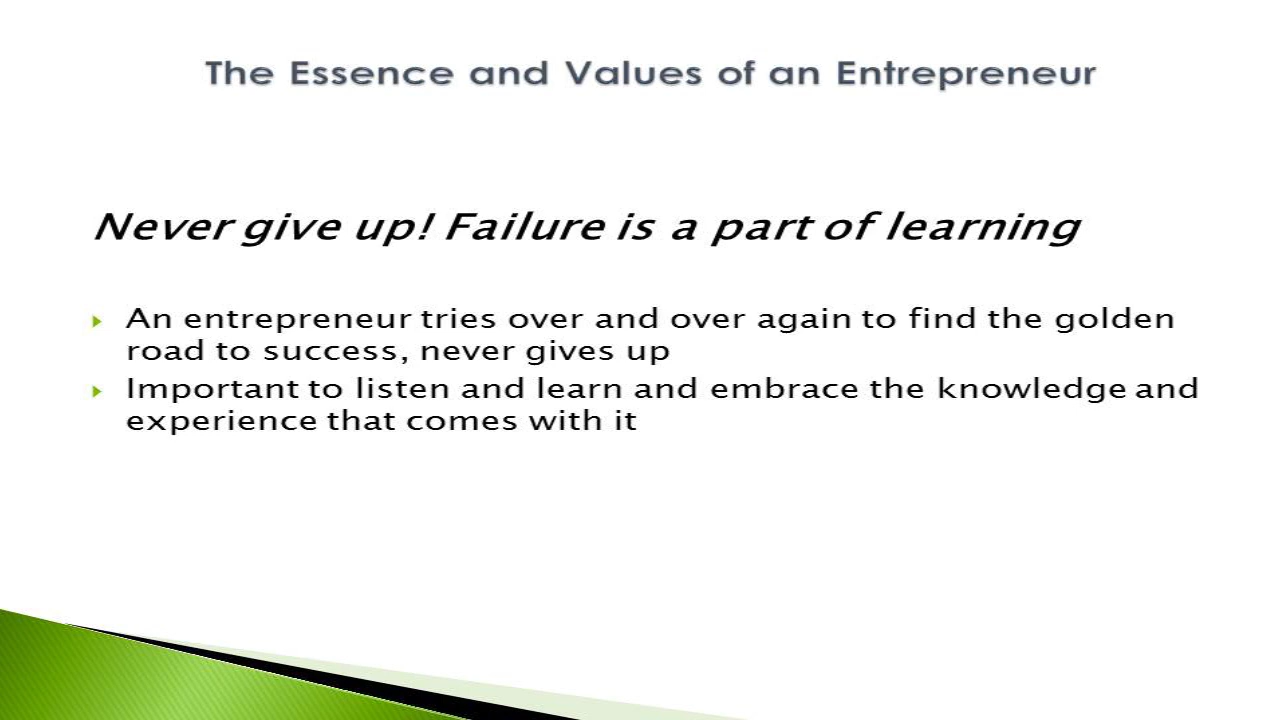 The Essence and Values of an Entrepreneur
Never give up! Failure is a part of learning
An entrepreneur tries over and over again to find the golden
road to success, never gives up
Important to listen and learn and embrace the knowledge and
experience that comes with it